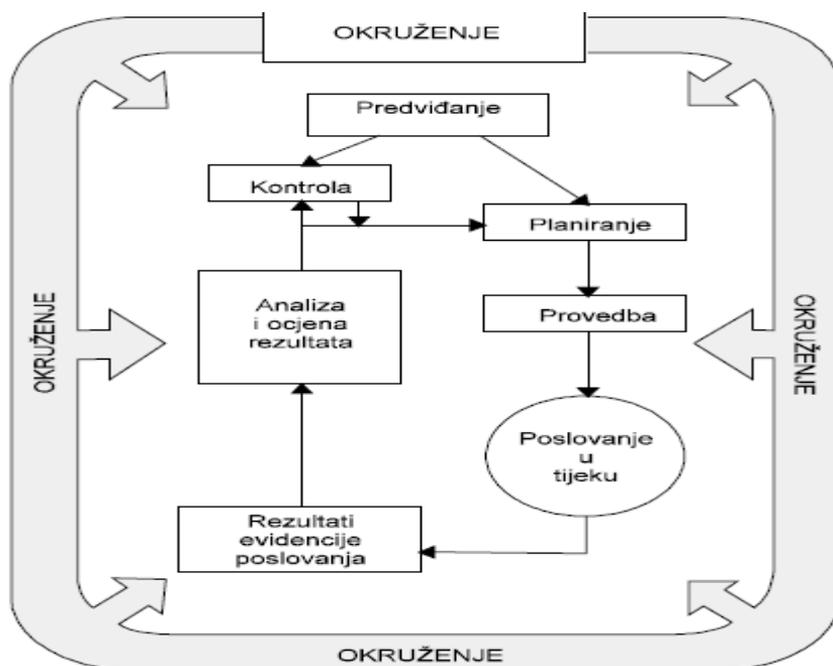 OKRUŽENJE
Predviđanje
Kontrola
Planiranje
Analiza
i ocjena
rezultata
Provedba
OKRUŽENJE
OKRUŽENJE
Poslovanje
u
tijeku
Rezultati
evidencije
poslovanja
OKRUŽENJE